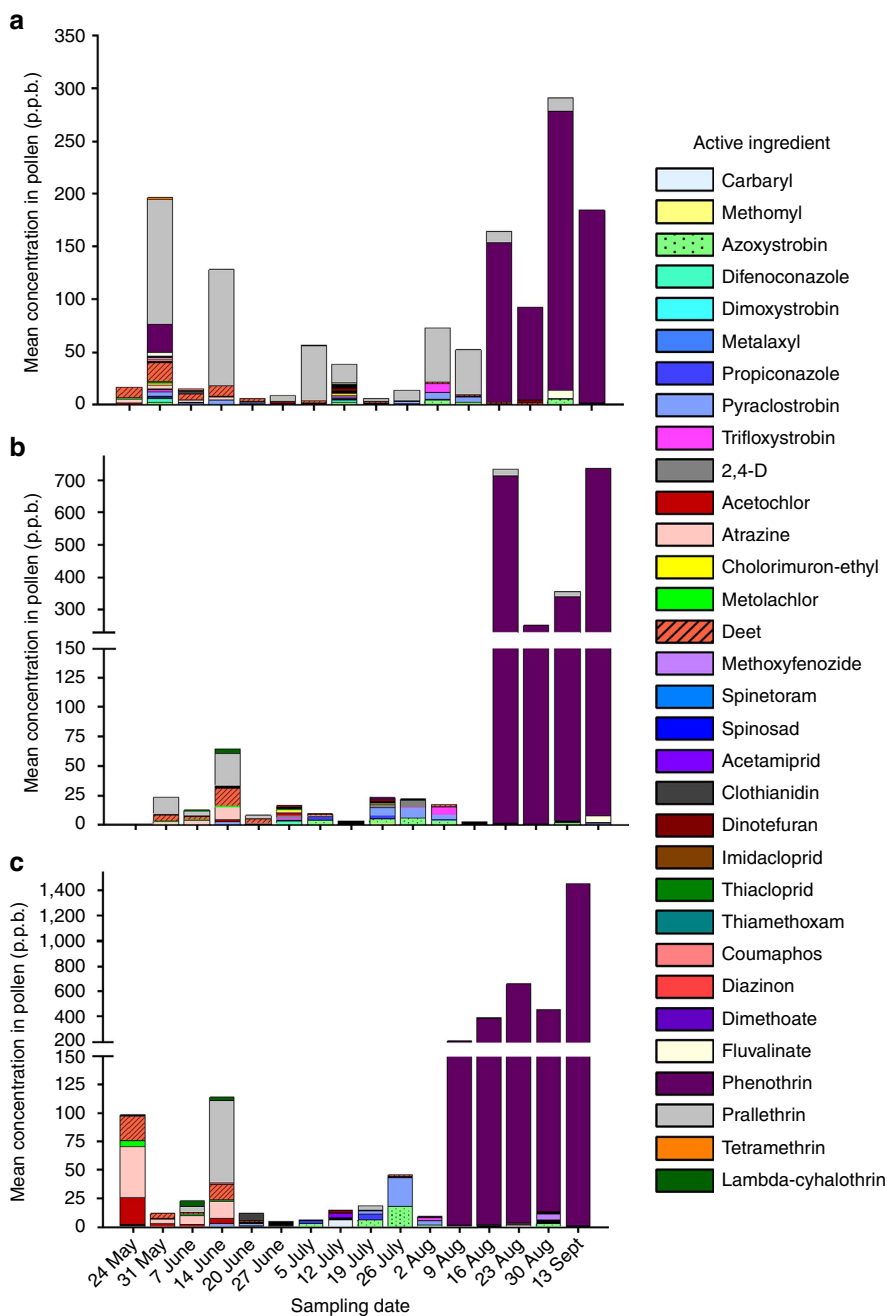 a
350
300
250
200
150
100
50
0
Mean concentration in pollen (p.p.b.)
b
700
600
500
400
300
150
100
75
50
25
0
Mean concentration in pollen (p.p.b.)
c
1,400
1,200
1,000
800
600
400
200
150
100
75
50
25
0
Mean concentration in pollen (p.p.b.)
24 May
31 May
7 June
14 June
20 June
27 June
5 July
12 July
19 July
26 July
2 Aug
9 Aug
16 Aug
23 Aug
30 Aug
13 Sept
Sampling date
Active ingredient
Carbaryl
Methomyl
Azoxystrobin
Difenoconazole
Dimoxystrobin
Metalaxyl
Propiconazole
Pyraclostrobin
Trifloxystrobin
2,4-D
Acetochlor
Atrazine
Cholorimuron-ethyl
Metolachlor
Deet
Methoxyfenozide
Spinetoram
Spinosad
Acetamiprid
Clothianidin
Dinotefuran
Imidacloprid
Thiacloprid
Thiamethoxam
Coumaphos
Diazinon
Dimethoate
Fluvalinate
Phenothrin
Prallethrin
Tetramethrin
Lambda-cyhalothrin